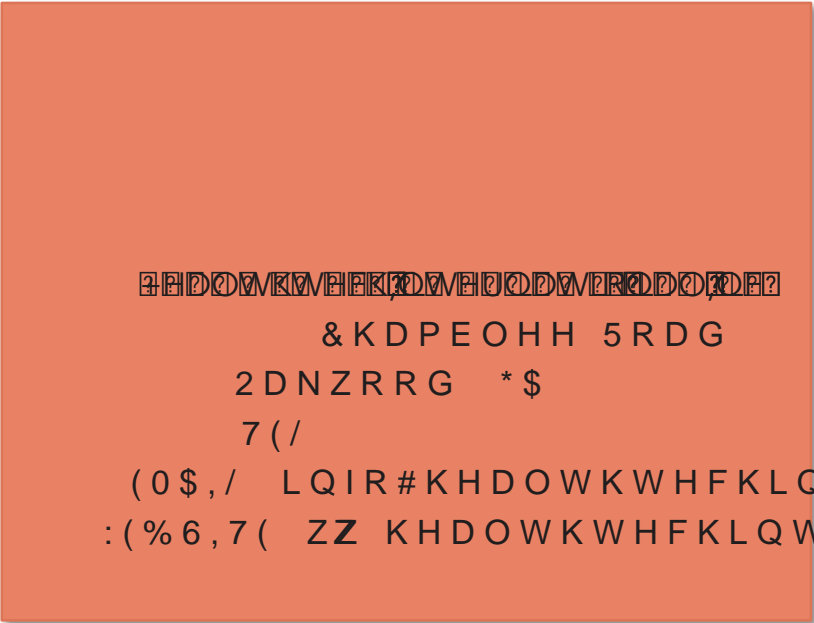 &KDPEOHH 5RDG
2DNZRRG *$
7(/
(0$,/ LQIR#KHDOWKWHFKLQ
:(%6,7( ZZ KHDOWKWHFKLQW